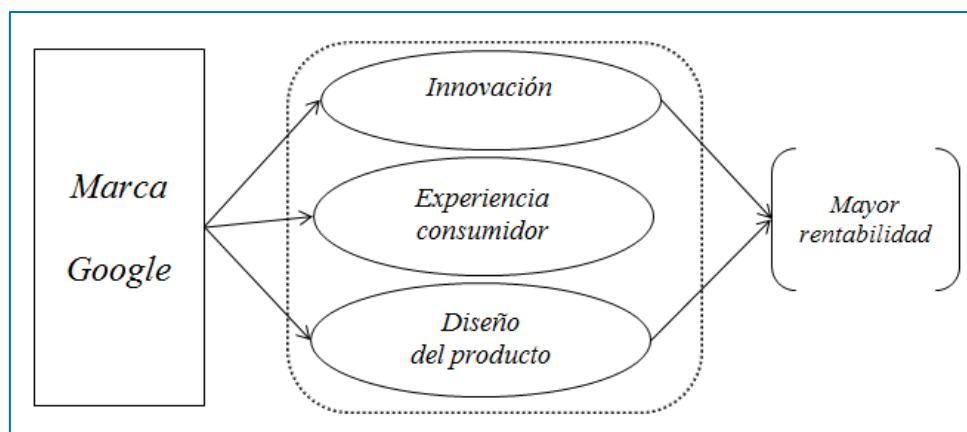 Marca
Google
Innovación
Experiencia
consumidor
Diseño
del producto
Mayor
rentabilidad